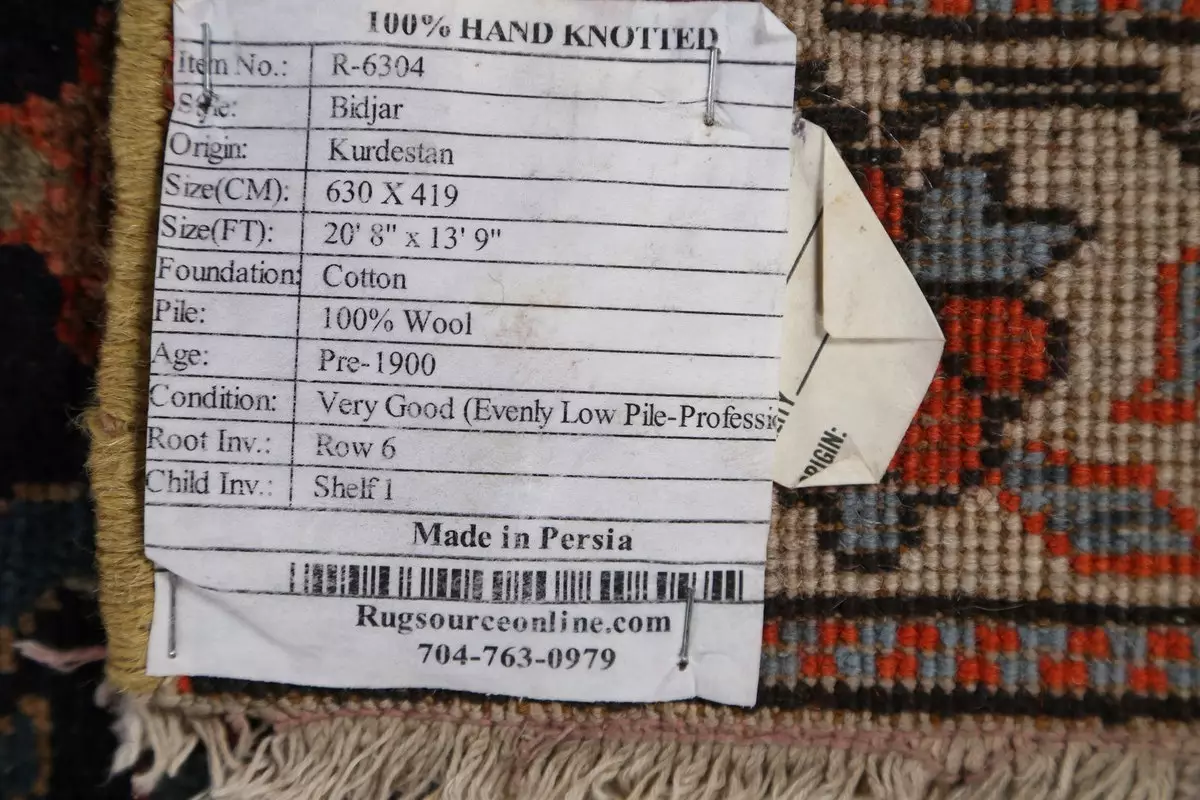 100% HAND KNOTTED
Item No.: R-6304
Style: Bidjar
Origin: Kurdestan
Size(CM): 630 X 419
Size(FT): 20' 8" x 13' 9"
Foundation: Cotton
Pile: 100% Wool
Age: Pre-1900
Condition: Very Good (Evenly Low Pile-Professi
Root Inv.: Row 6
Child Inv.: Shelf 1
Made in Persia
Rugsourceonline.com
704-763-0979
RIGIN: